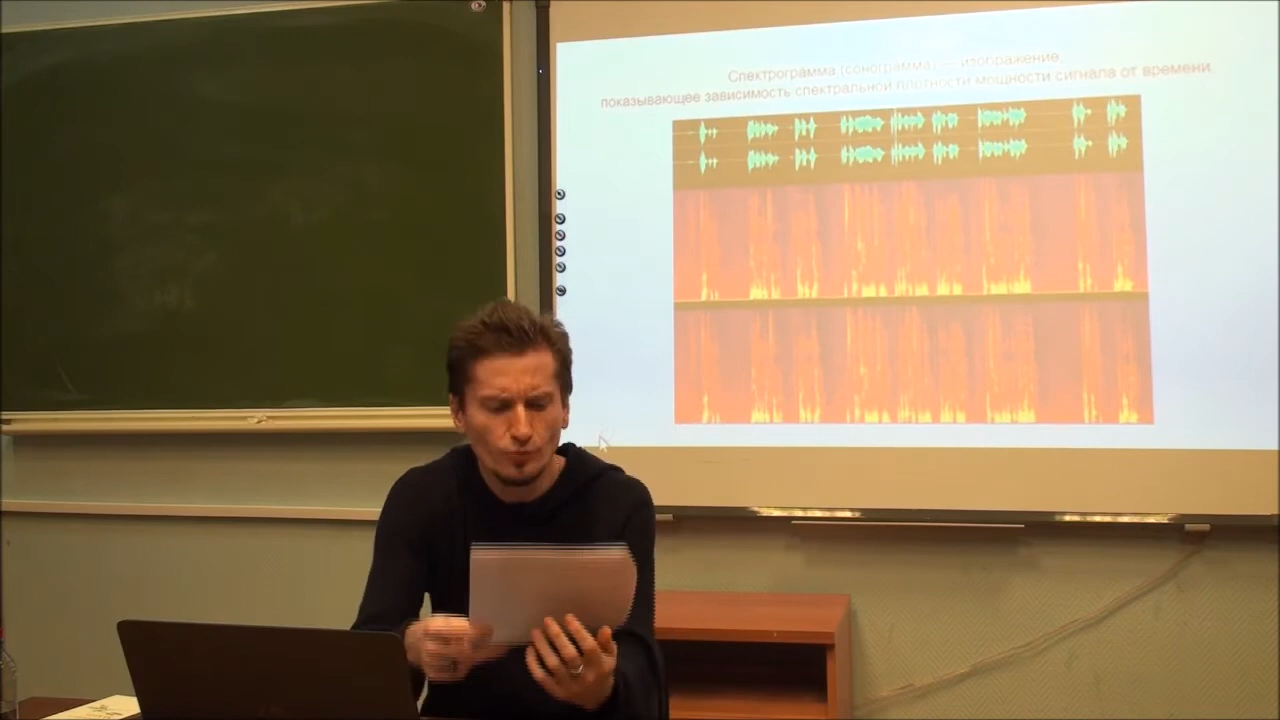 Спектрограмма (сонограмма) — изображение,
показывающее зависимость спектральной плотности мощности сигнала от времени.